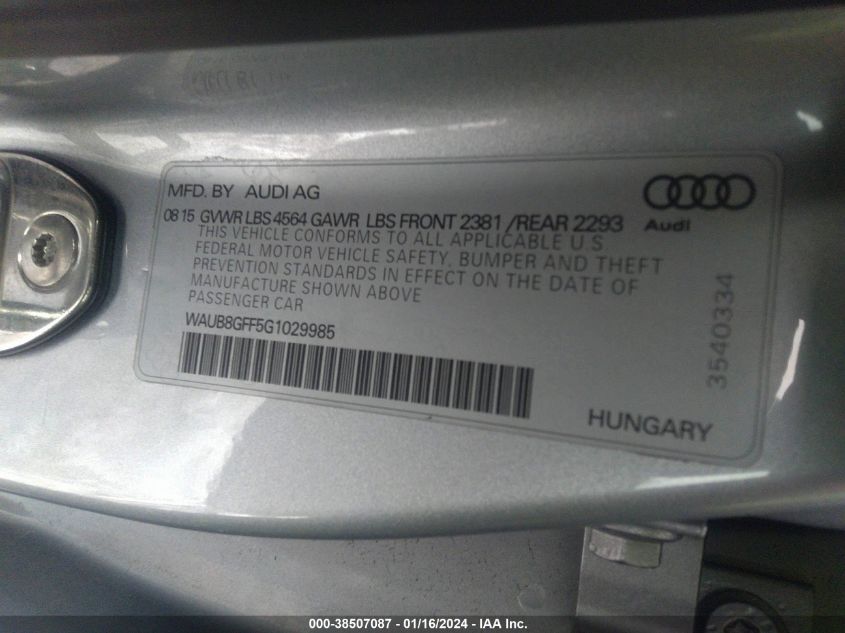 MFD. BY AUDI AG
08 15 GVWR LBS 4564 GAWR LBS FRONT 2381 /REAR 2293
THIS VEHICLE CONFORMS TO ALL APPLICABLE U S
FEDERAL MOTOR VEHICLE SAFETY, BUMPER AND THEFT
PREVENTION STANDARDS IN EFFECT ON THE DATE OF
MANUFACTURE SHOWN ABOVE
PASSENGER CAR
WAUB8GFF5G1029985
Audi
3540334
HUNGARY
000-38507087 - 01/16/2024 - IAA Inc.